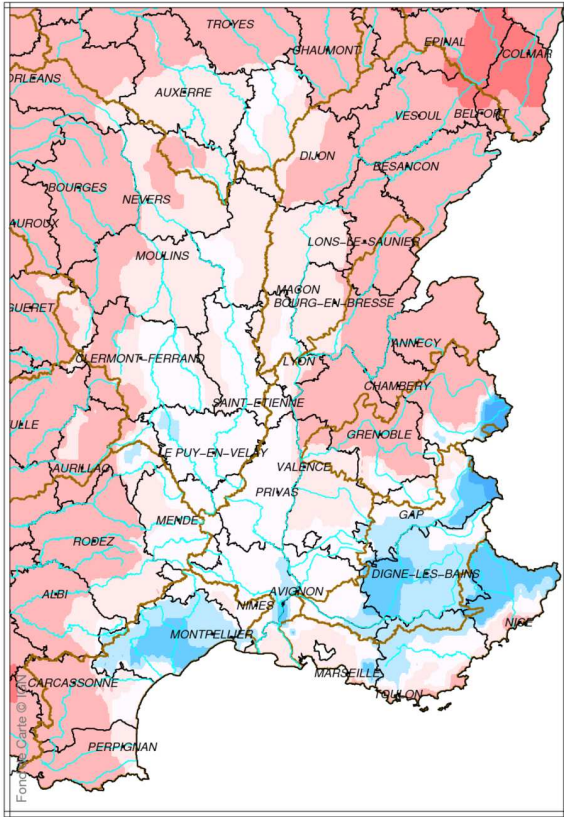 TROYES
EPINAL
CHAUMONT
COLMAR
ORLEANS
AUXERRE
VESOUL
BELFORT
DIJON
BESANCON
BOURGES
NEVERS
AUROUX
LONS-LE-SAUNIER
MOULINS
MACON
BOURG-EN-BRESSE
GUERET
ANNECY
CLERMONT-FERRAND
LYON
CHAMBERY
SAINT-ETIENNE
ULLE
GRENOBLE
LE PUY-EN-VELAY
AURILLAC
VALENCE
PRIVAS
MENDE
GAP
RODEZ
DIGNE-LES-BAINS
ALBI
AVIGNON
NIMES
NICE
MONTPELLIER
MARSEILLE
CARCASSONNE
TOULON
PERPIGNAN
Fond de Carte © IGN